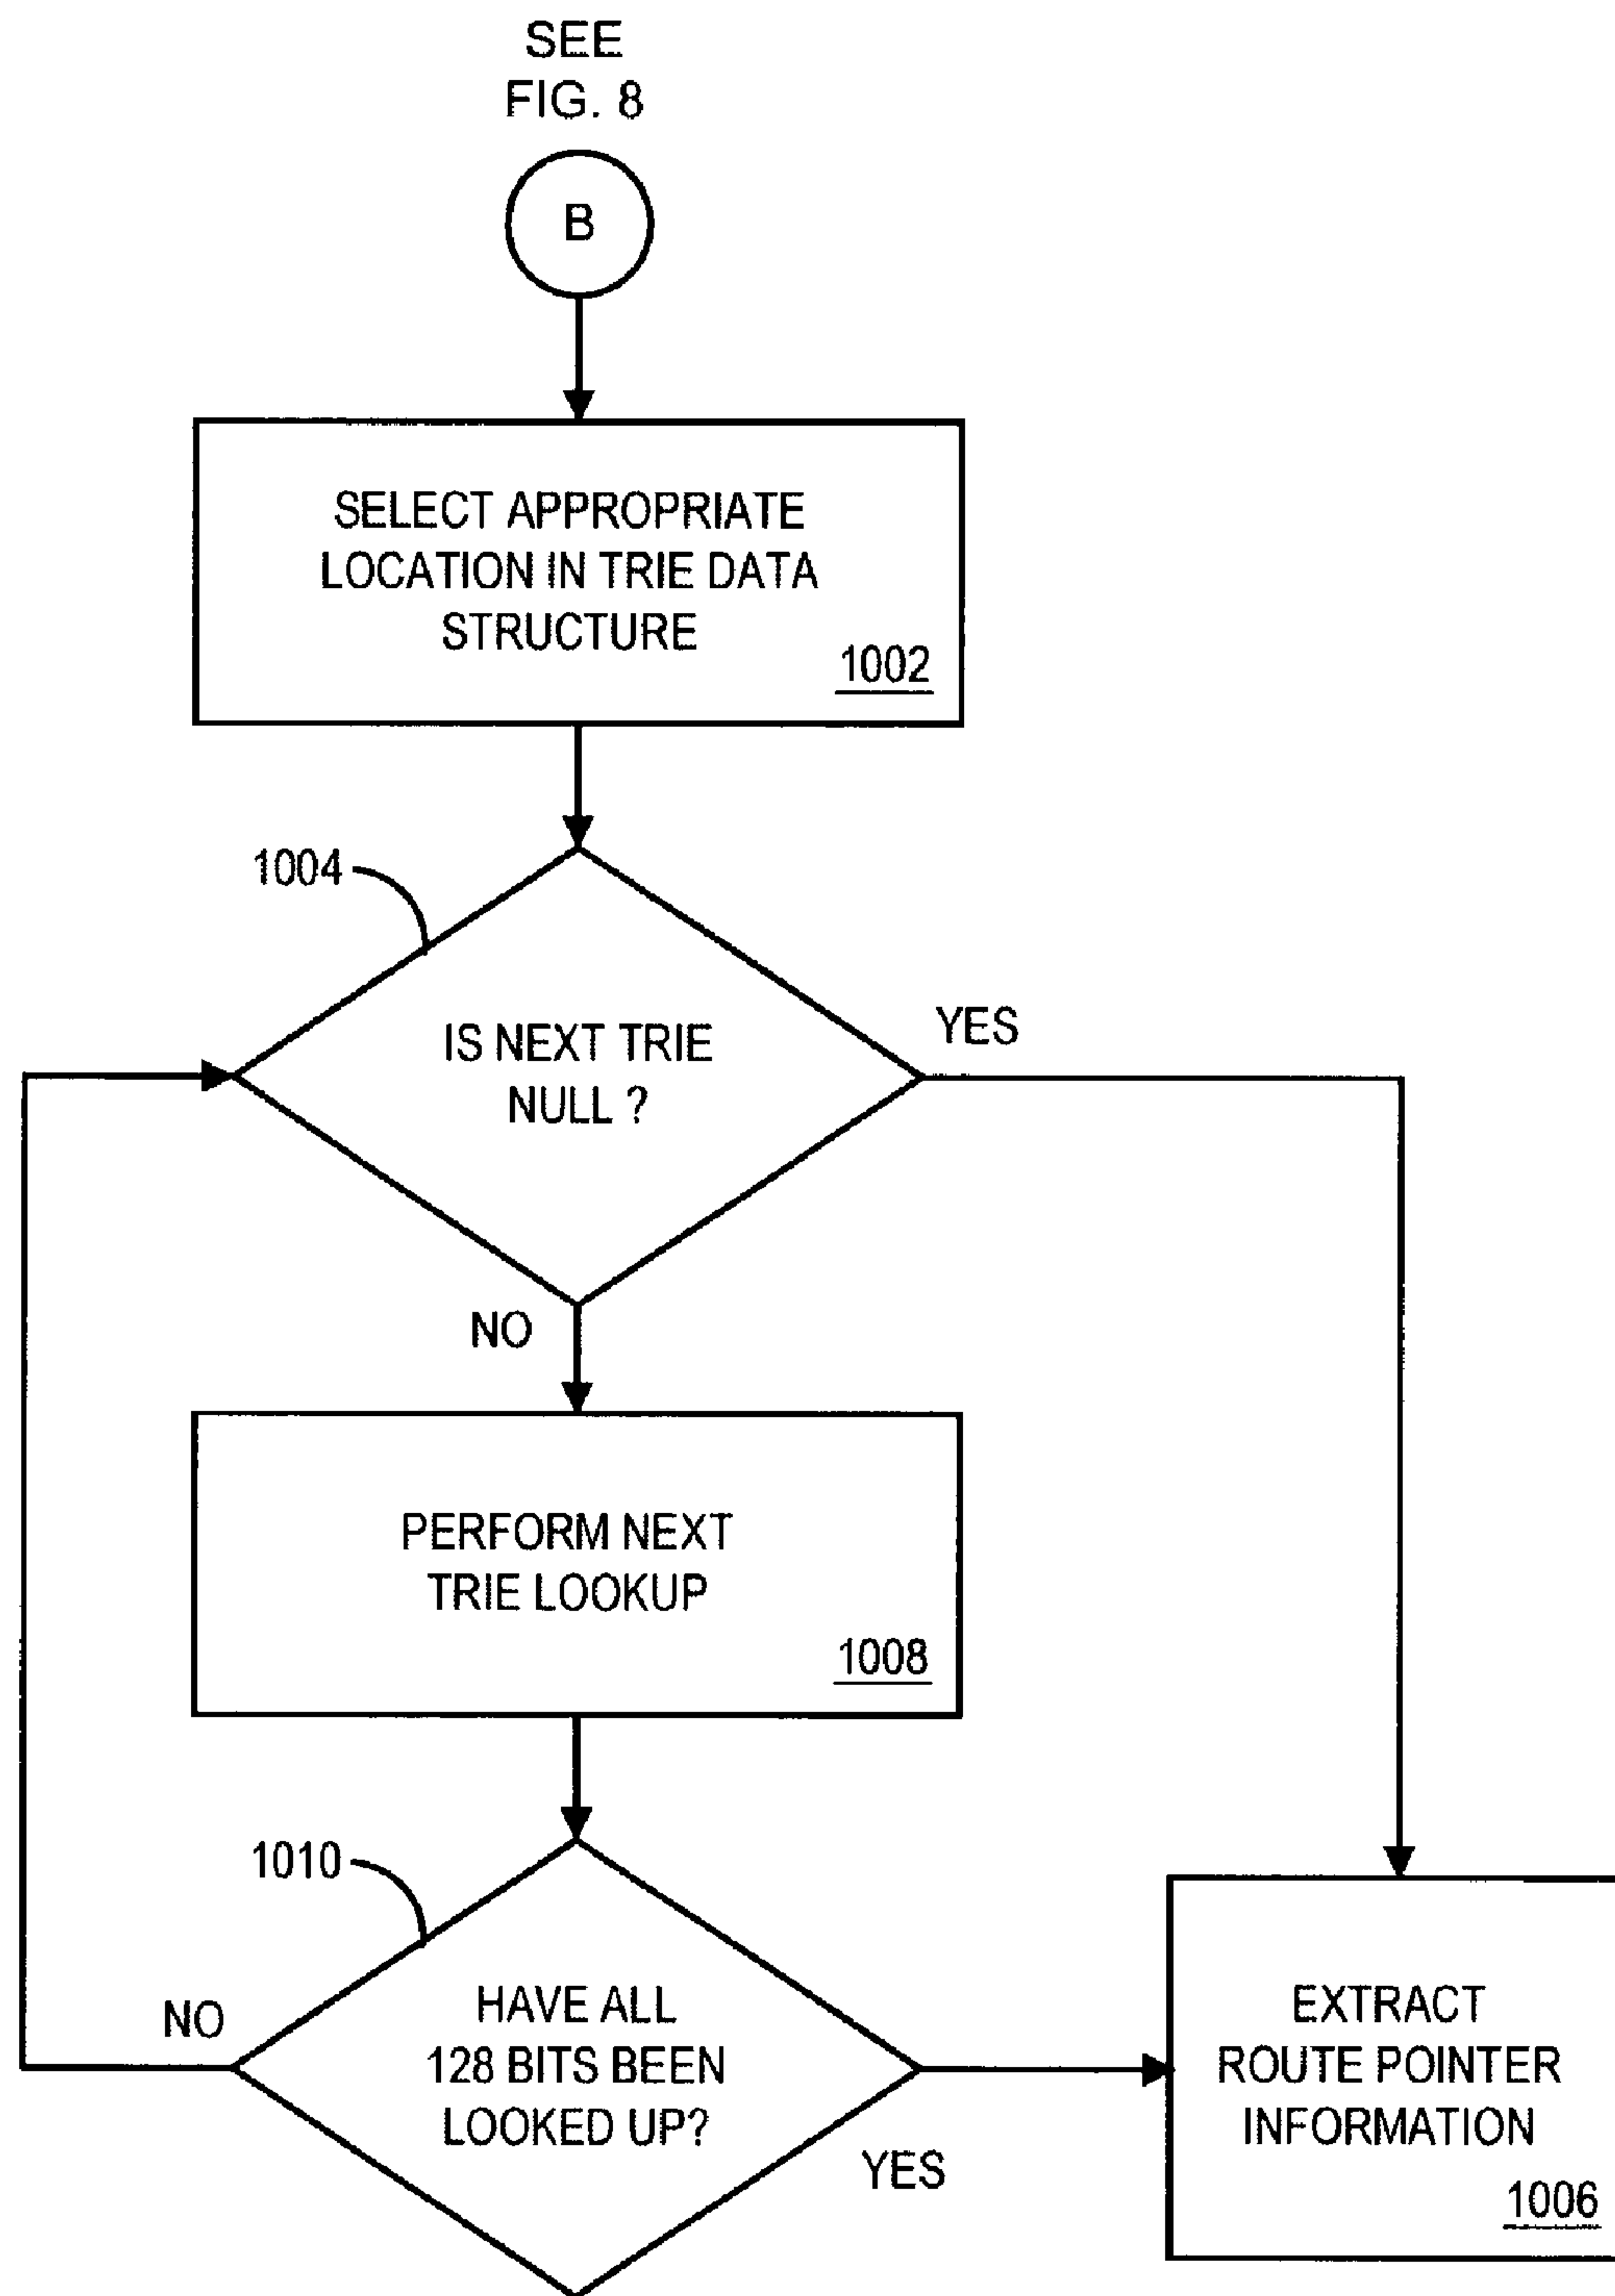 SEE
FIG. 8
B
SELECT APPROPRIATE
LOCATION IN TRIE DATA
STRUCTURE
1002
1004
IS NEXT TRIE
NULL ?
YES
NO
PERFORM NEXT
TRIE LOOKUP
1008
1010
HAVE ALL
128 BITS BEEN
LOOKED UP?
NO
YES
EXTRACT
ROUTE POINTER
INFORMATION
1006